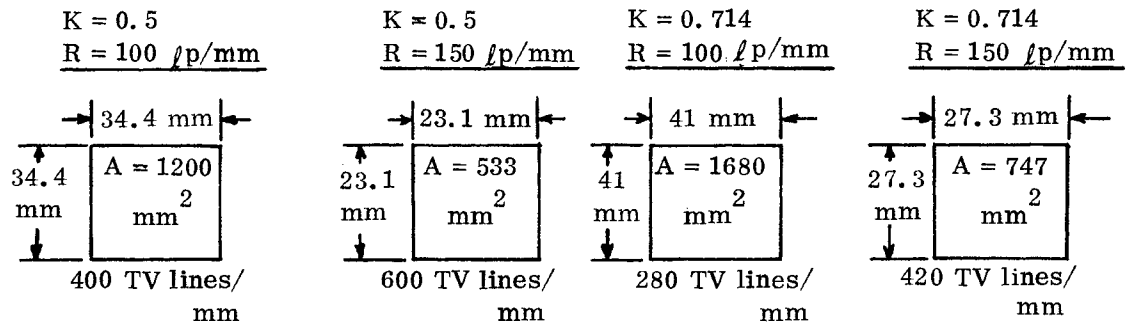 K = 0.5
R = 100 ℓp/mm
34.4 mm
34.4
mm
A = 1200
mm²
400 TV lines/
mm
K = 0.5
R = 150 ℓp/mm
23.1 mm
23.1
mm
A = 533
mm²
600 TV lines/
mm
K = 0.714
R = 100 ℓp/mm
41 mm
41
mm
A = 1680
mm²
280 TV lines/
mm
K = 0.714
R = 150 ℓp/mm
27.3 mm
27.3
mm
A = 747
mm²
420 TV lines/
mm